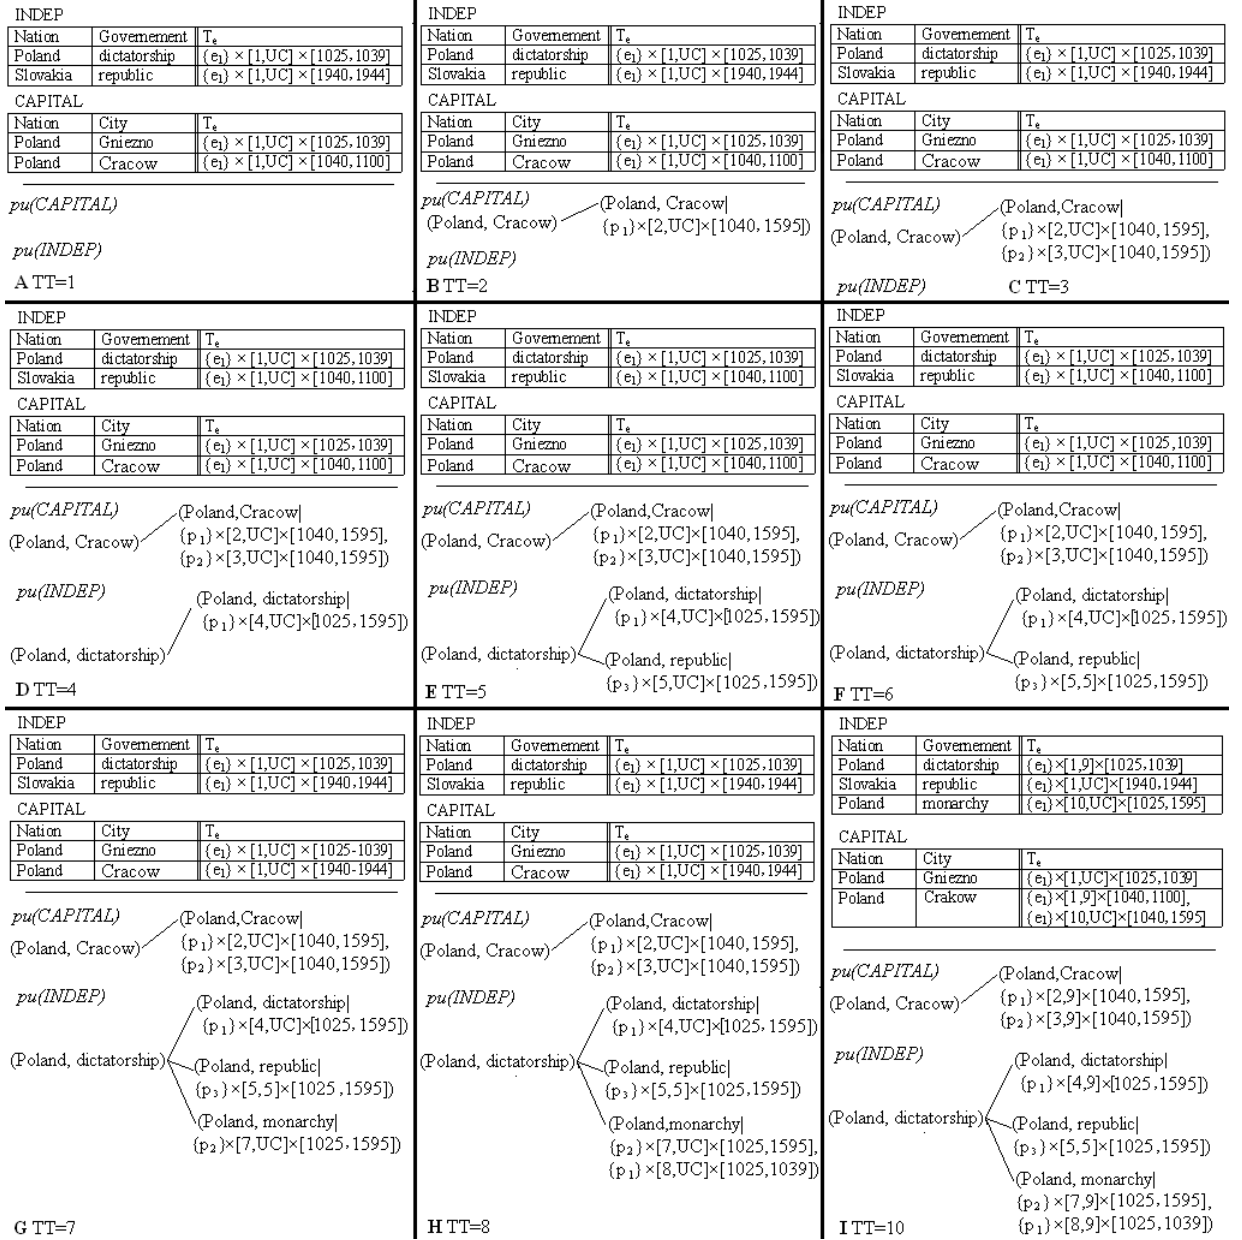 INDEP
Nation Governement T_e
Poland dictatorship {e₁} × [1,UC] × [1025,1039]
Slovakia republic {e₁} × [1,UC] × [1940,1944]
CAPITAL
Nation City T_e
Poland Gniezno {e₁} × [1,UC] × [1025,1039]
Poland Cracow {e₁} × [1,UC] × [1040,1100]
pu(CAPITAL)
pu(INDEP)
A TT=1
INDEP
Nation Governement T_e
Poland dictatorship {e₁} × [1,UC] × [1025,1039]
Slovakia republic {e₁} × [1,UC] × [1940,1944]
CAPITAL
Nation City T_e
Poland Gniezno {e₁} × [1,UC] × [1025,1039]
Poland Cracow {e₁} × [1,UC] × [1040,1100]
pu(CAPITAL) (Poland, Cracow|
(Poland, Cracow) {p₁}×[2,UC]×[1040,1595])
pu(INDEP)
B TT=2
INDEP
Nation Governement T_e
Poland dictatorship {e₁} × [1,UC] × [1025,1039]
Slovakia republic {e₁} × [1,UC] × [1940,1944]
CAPITAL
Nation City T_e
Poland Gniezno {e₁} × [1,UC] × [1025,1039]
Poland Cracow {e₁} × [1,UC] × [1040,1100]
pu(CAPITAL) (Poland,Cracow|
(Poland, Cracow) {p₁}×[2,UC]×[1040,1595],
{p₂}×[3,UC]×[1040,1595])
pu(INDEP) C TT=3
INDEP
Nation Governement T_e
Poland dictatorship {e₁} × [1,UC] × [1025,1039]
Slovakia republic {e₁} × [1,UC] × [1040,1100]
CAPITAL
Nation City T_e
Poland Gniezno {e₁} × [1,UC] × [1025,1039]
Poland Cracow {e₁} × [1,UC] × [1040,1100]
pu(CAPITAL) (Poland,Cracow|
(Poland, Cracow) {p₁}×[2,UC]×[1040,1595],
{p₂}×[3,UC]×[1040,1595])
pu(INDEP) (Poland, dictatorship|
{p₁}×[4,UC]×[1025,1595])
(Poland, dictatorship)
D TT=4
INDEP
Nation Governement T_e
Poland dictatorship {e₁} × [1,UC] × [1025,1039]
Slovakia republic {e₁} × [1,UC] × [1040,1100]
CAPITAL
Nation City T_e
Poland Gniezno {e₁} × [1,UC] × [1025,1039]
Poland Cracow {e₁} × [1,UC] × [1040,1100]
pu(CAPITAL) (Poland,Cracow|
(Poland, Cracow) {p₁}×[2,UC]×[1040,1595],
{p₂}×[3,UC]×[1040,1595])
pu(INDEP) (Poland, dictatorship|
{p₁}×[4,UC]×[1025,1595])
(Poland, dictatorship) (Poland, republic|
{p₃}×[5,UC]×[1025,1595])
E TT=5
INDEP
Nation Governement T_e
Poland dictatorship {e₁} × [1,UC] × [1025,1039]
Slovakia republic {e₁} × [1,UC] × [1040,1100]
CAPITAL
Nation City T_e
Poland Gniezno {e₁} × [1,UC] × [1025,1039]
Poland Cracow {e₁} × [1,UC] × [1040,1100]
pu(CAPITAL) (Poland,Cracow|
(Poland, Cracow) {p₁}×[2,UC]×[1040,1595],
{p₂}×[3,UC]×[1040,1595])
pu(INDEP) (Poland, dictatorship|
{p₁}×[4,UC]×[1025,1595])
(Poland, dictatorship) (Poland, republic|
{p₃}×[5,5]×[1025,1595])
F TT=6
INDEP
Nation Governement T_e
Poland dictatorship {e₁} × [1,UC] × [1025,1039]
Slovakia republic {e₁} × [1,UC] × [1940,1944]
CAPITAL
Nation City T_e
Poland Gniezno {e₁} × [1,UC] × [1025-1039]
Poland Cracow {e₁} × [1,UC] × [1940-1944]
pu(CAPITAL) (Poland,Cracow|
(Poland, Cracow) {p₁}×[2,UC]×[1040,1595],
{p₂}×[3,UC]×[1040,1595])
pu(INDEP) (Poland, dictatorship|
{p₁}×[4,UC]×[1025,1595])
(Poland, dictatorship) (Poland, republic|
{p₃}×[5,5]×[1025,1595])
(Poland, monarchy|
{p₂}×[7,UC]×[1025,1595])
G TT=7
INDEP
Nation Governement T_e
Poland dictatorship {e₁} × [1,UC] × [1025,1039]
Slovakia republic {e₁} × [1,UC] × [1940,1944]
CAPITAL
Nation City T_e
Poland Gniezno {e₁} × [1,UC] × [1025,1039]
Poland Cracow {e₁} × [1,UC] × [1940,1944]
pu(CAPITAL) (Poland,Cracow|
(Poland, Cracow) {p₁}×[2,UC]×[1040,1595],
{p₂}×[3,UC]×[1040,1595])
pu(INDEP) (Poland, dictatorship|
{p₁}×[4,UC]×[1025,1595])
(Poland, dictatorship) (Poland, republic|
{p₃}×[5,5]×[1025,1595])
(Poland,monarchy|
{p₂}×[7,UC]×[1025,1595],
{p₁}×[8,UC]×[1025,1039])
H TT=8
INDEP
Nation Governement T_e
Poland dictatorship {e₁}×[1,9]×[1025,1039]
Slovakia republic {e₁}×[1,UC]×[1940,1944]
Poland monarchy {e₁}×[10,UC]×[1025,1595]
CAPITAL
Nation City T_e
Poland Gniezno {e₁}×[1,UC]×[1025,1039]
Poland Crakow {e₁}×[1,9]×[1040,1100],
{e₁}×[10,UC]×[1040,1595]
pu(CAPITAL) (Poland,Cracow|
(Poland, Cracow) {p₁}×[2,9]×[1040,1595],
{p₂}×[3,9]×[1040,1595])
pu(INDEP) (Poland, dictatorship|
{p₁}×[4,9]×[1025,1595])
(Poland, dictatorship) (Poland, republic|
{p₃}×[5,5]×[1025,1595])
(Poland, monarchy|
{p₂}×[7,9]×[1025,1595],
{p₁}×[8,9]×[1025,1039])
I TT=10